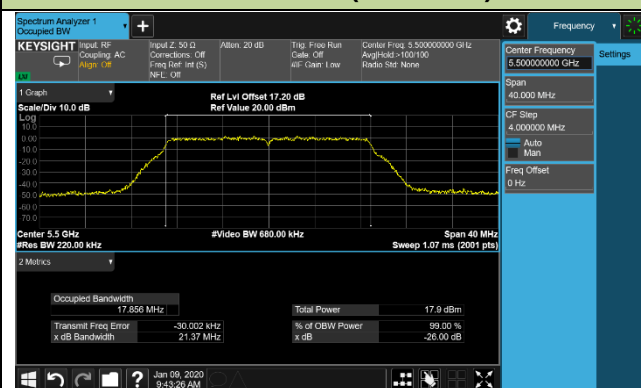 Spectrum Analyzer 1
Occupied BW
Frequency
KEYSIGHT
Input: RF
Coupling: AC
Align: Off
Input Z: 50 Ω
Corrections: Off
Freq Ref: Int (S)
NFE: Off
Atten: 20 dB
Trig: Free Run
Gate: Off
#IF Gain: Low
Center Freq: 5.500000000 GHz
Avg|Hold:>100/100
Radio Std: None
LXI
Center Frequency
5.500000000 GHz
Settings
Span
40.000 MHz
CF Step
4.000000 MHz
Auto
Man
Freq Offset
0 Hz
1 Graph
Scale/Div 10.0 dB
Ref Lvl Offset 17.20 dB
Ref Value 20.00 dBm
Log
10.0
0.00
-10.0
-20.0
-30.0
-40.0
-50.0
-60.0
-70.0
Center 5.5 GHz
#Res BW 220.00 kHz
#Video BW 680.00 kHz
Span 40 MHz
Sweep 1.07 ms (2001 pts)
2 Metrics
Occupied Bandwidth
17.856 MHz
Total Power 17.9 dBm
Transmit Freq Error -30.002 kHz
% of OBW Power 99.00 %
x dB Bandwidth 21.37 MHz
x dB -26.00 dB
?
Jan 09, 2020
9:43:26 AM